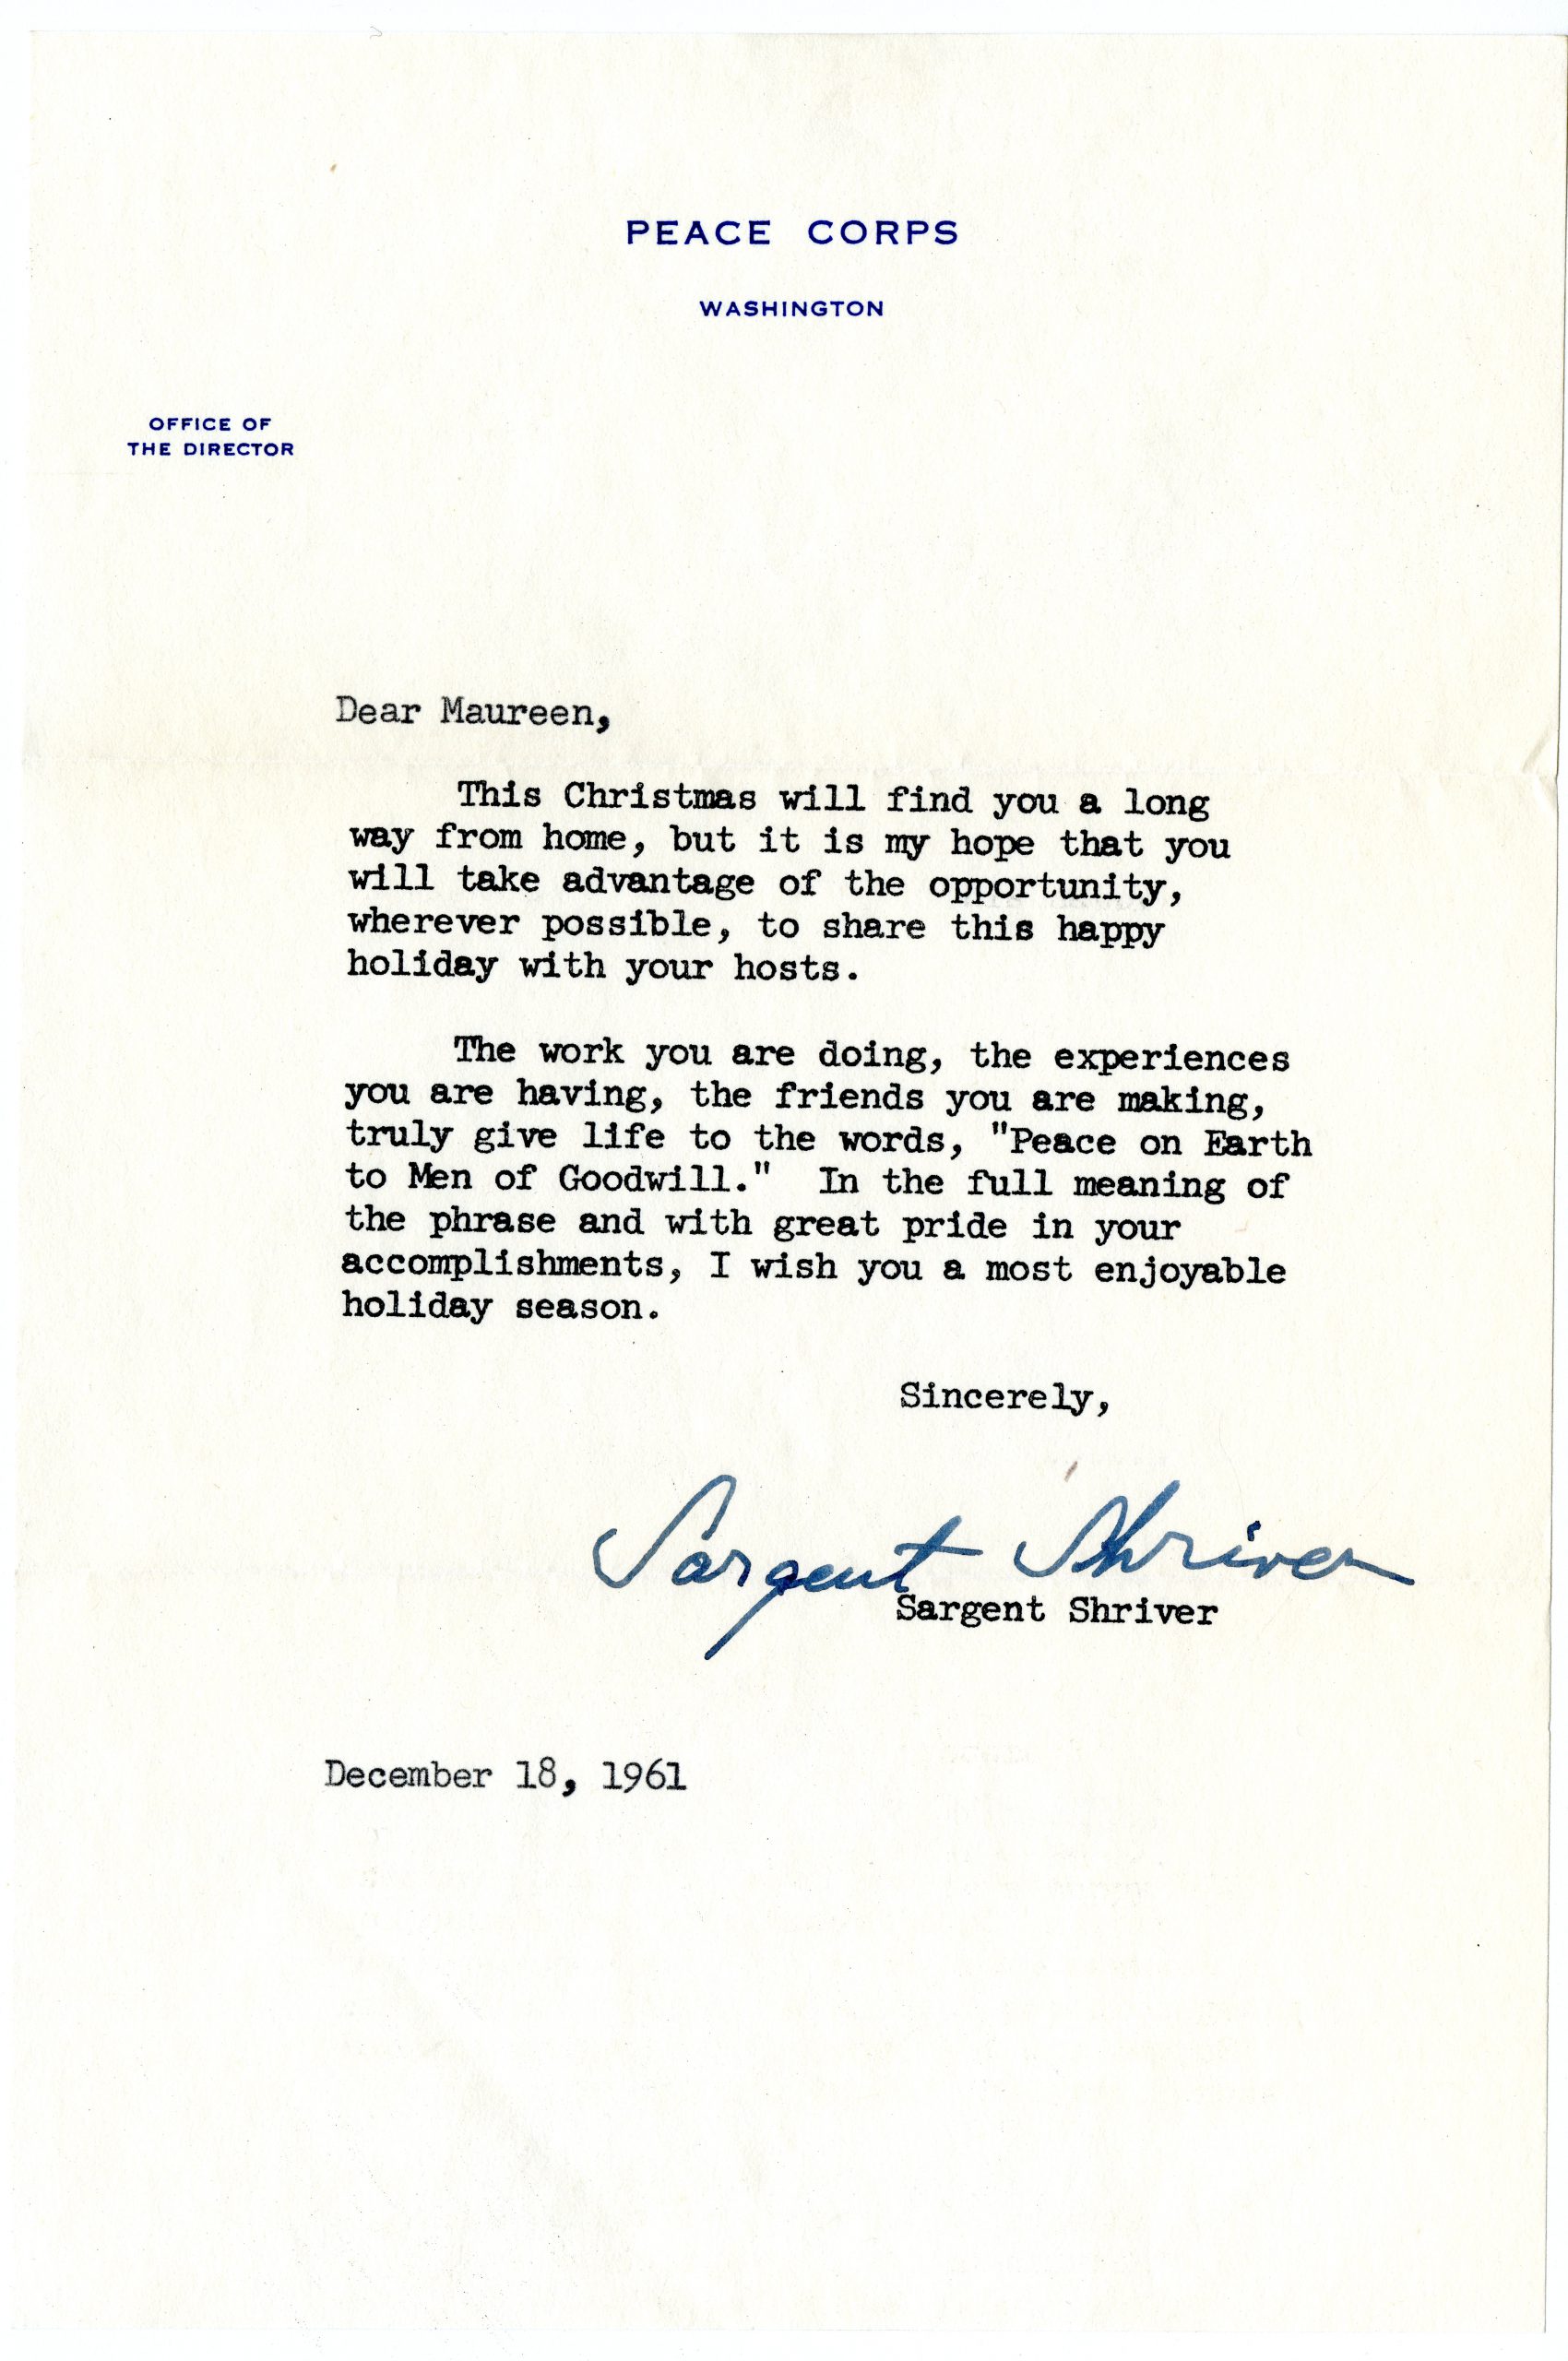 PEACE CORPS
WASHINGTON
OFFICE OF
THE DIRECTOR
Dear Maureen,
This Christmas will find you a long
way from home, but it is my hope that you
will take advantage of the opportunity,
wherever possible, to share this happy
holiday with your hosts.
The work you are doing, the experiences
you are having, the friends you are making,
truly give life to the words, "Peace on Earth
to Men of Goodwill." In the full meaning of
the phrase and with great pride in your
accomplishments, I wish you a most enjoyable
holiday season.
Sincerely,
Sargent Shriver
Sargent Shriver
December 18, 1961